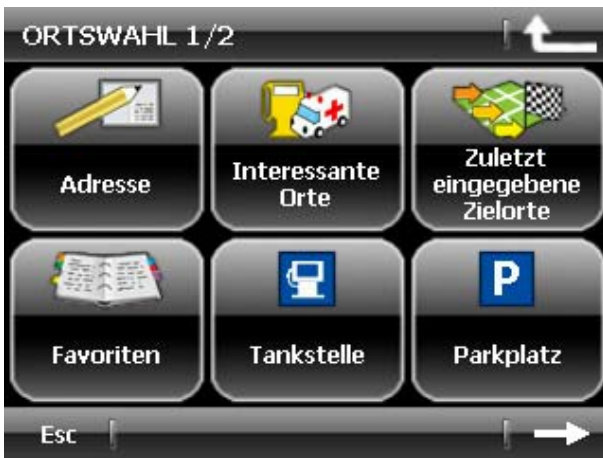 ORTSWAHL 1/2
Adresse
Interessante
Orte
Zuletzt
eingegebene
Zielorte
Favoriten
Tankstelle
P
Parkplatz
Esc